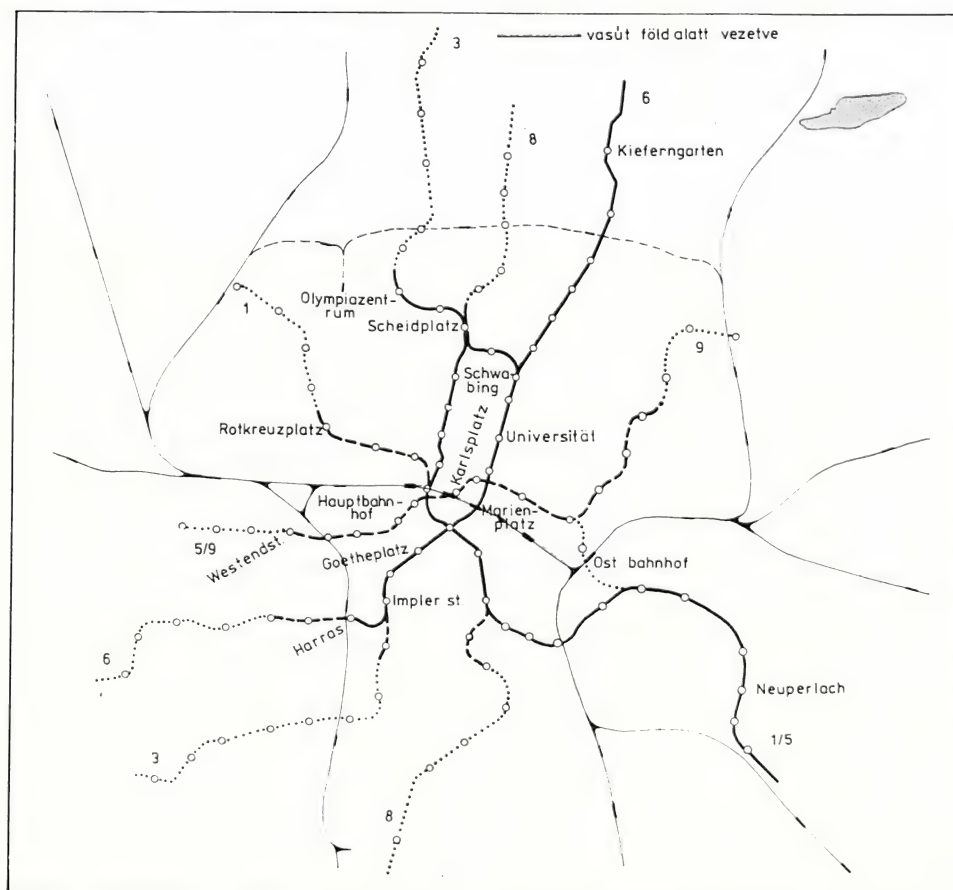 3
vasút föld alatt vezetve
6
8
Kieferngarten
Olympiazent-
rum
1
Scheidplatz
9
Schwa-
bing
Karlsplatz
Rotkreuzplatz
Universität
Hauptbahn-
hof
Marien-
platz
5/9
Westendst.
Goetheplatz
Ost bahnhof
Impler st
Harras
6
Neuperlach
3
1/5
8